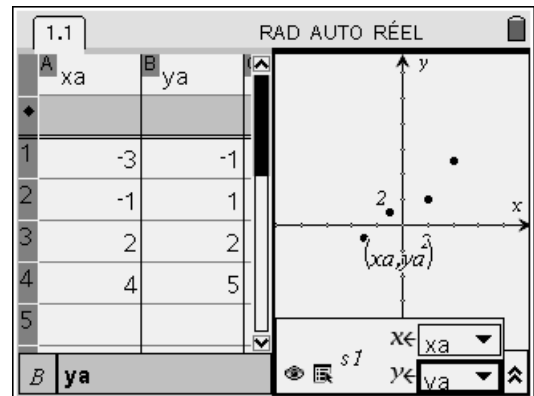 1.1 RAD AUTO RÉEL
A xa B ya
◆
1 -3 -1
2 -1 1
3 2 2
4 4 5
5
B ya
y
2
x
2
(xa,ya)
s1 x← xa
y← ya